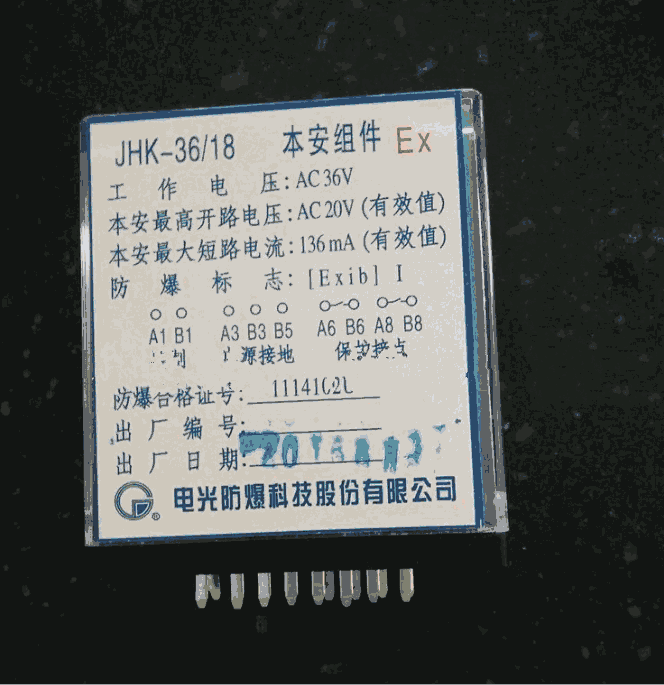 JHK-36/18 本安组件 Ex
工作电压:AC36V
本安最高开路电压:AC20V(有效值)
本安最大短路电流:136mA(有效值)
防爆标志:[Exib]I
A1 B1 A3 B3 B5 A6 B6 A8 B8
源接地 保护接点
防爆合格证号:
出厂编号:
出厂日期:
电光防爆科技股份有限公司